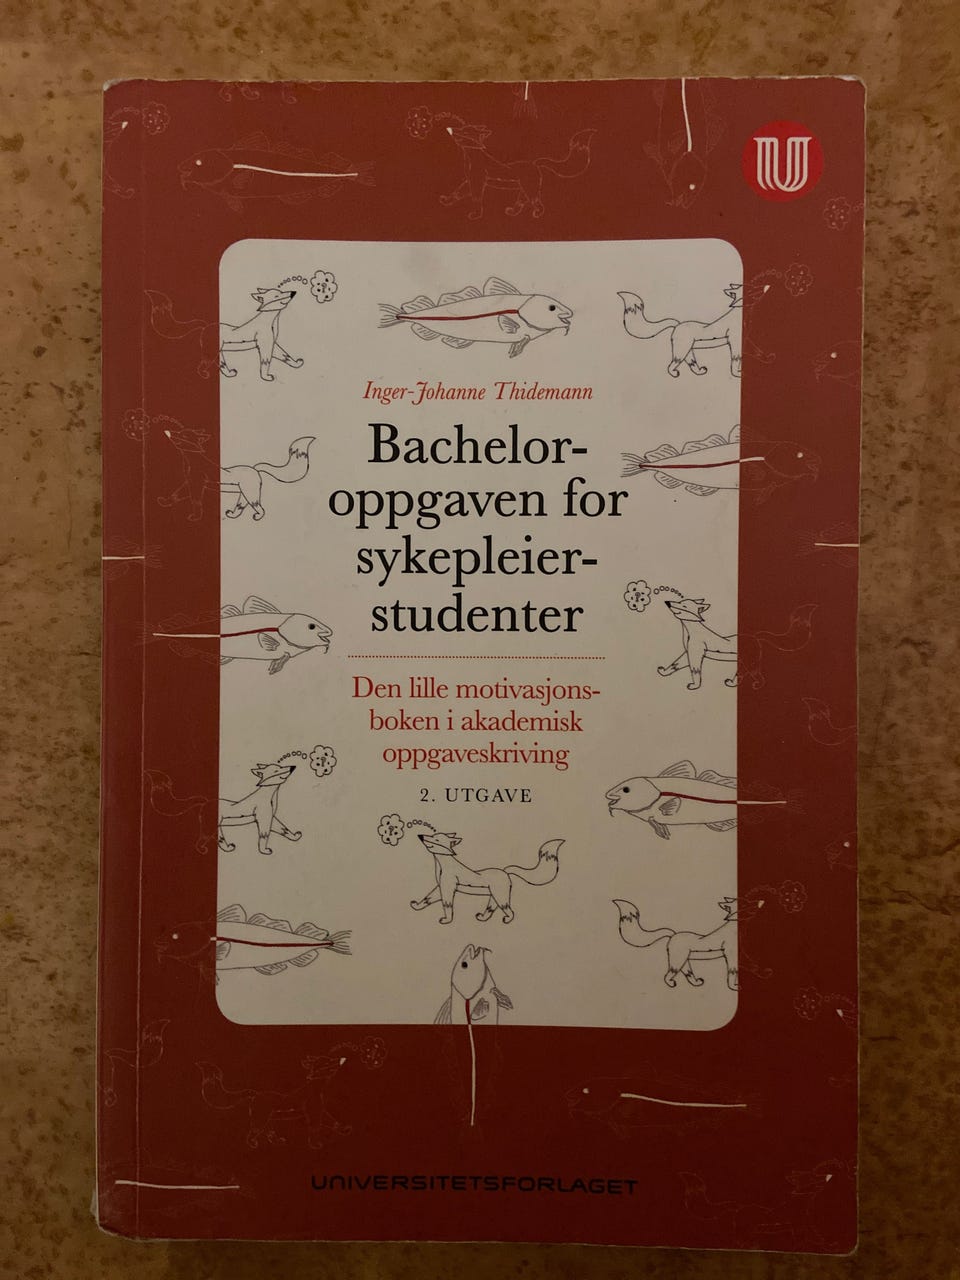 U
Inger-Johanne Thidemann
Bachelor-
oppgaven for
sykepleier-
studenter
Den lille motivasjons-
boken i akademisk
oppgaveskriving
2. UTGAVE
UNIVERSITETSFORLAGET